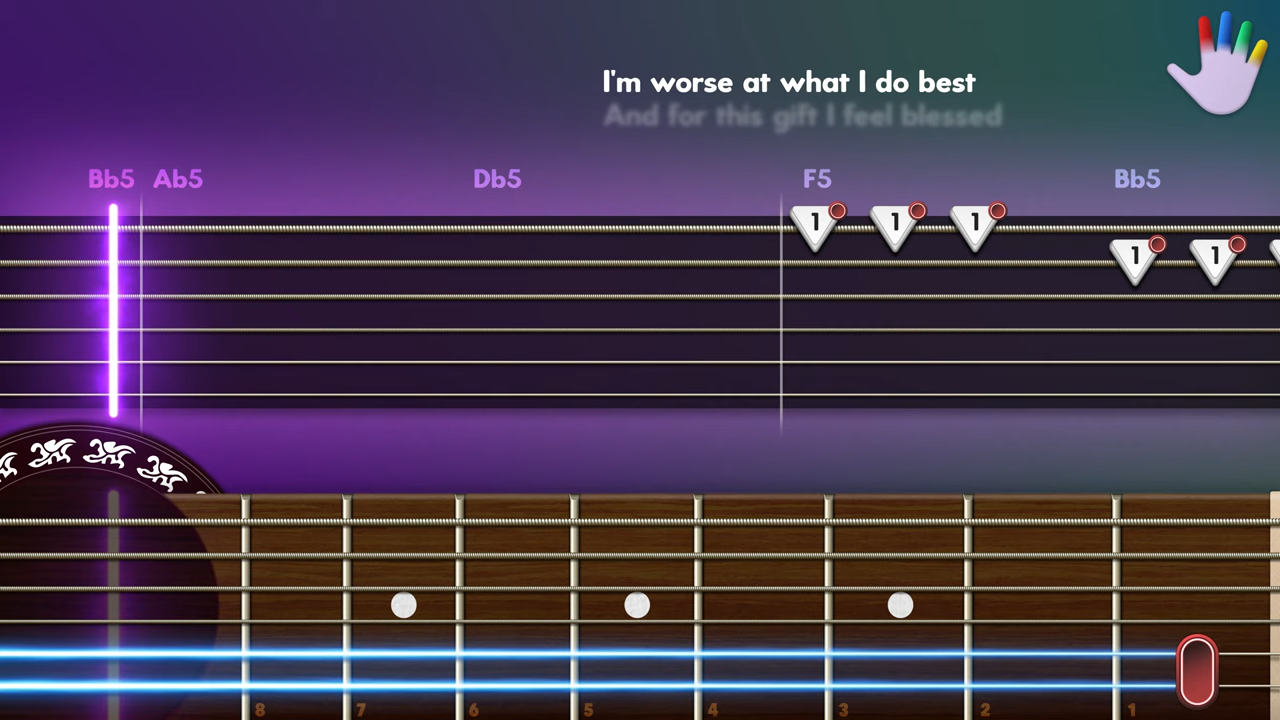 I'm worse at what I do best
And for this gift I feel blessed
Bb5 Ab5 Db5 F5 Bb5
1 1 1
1 1
8 7 6 5 4 3 2 1